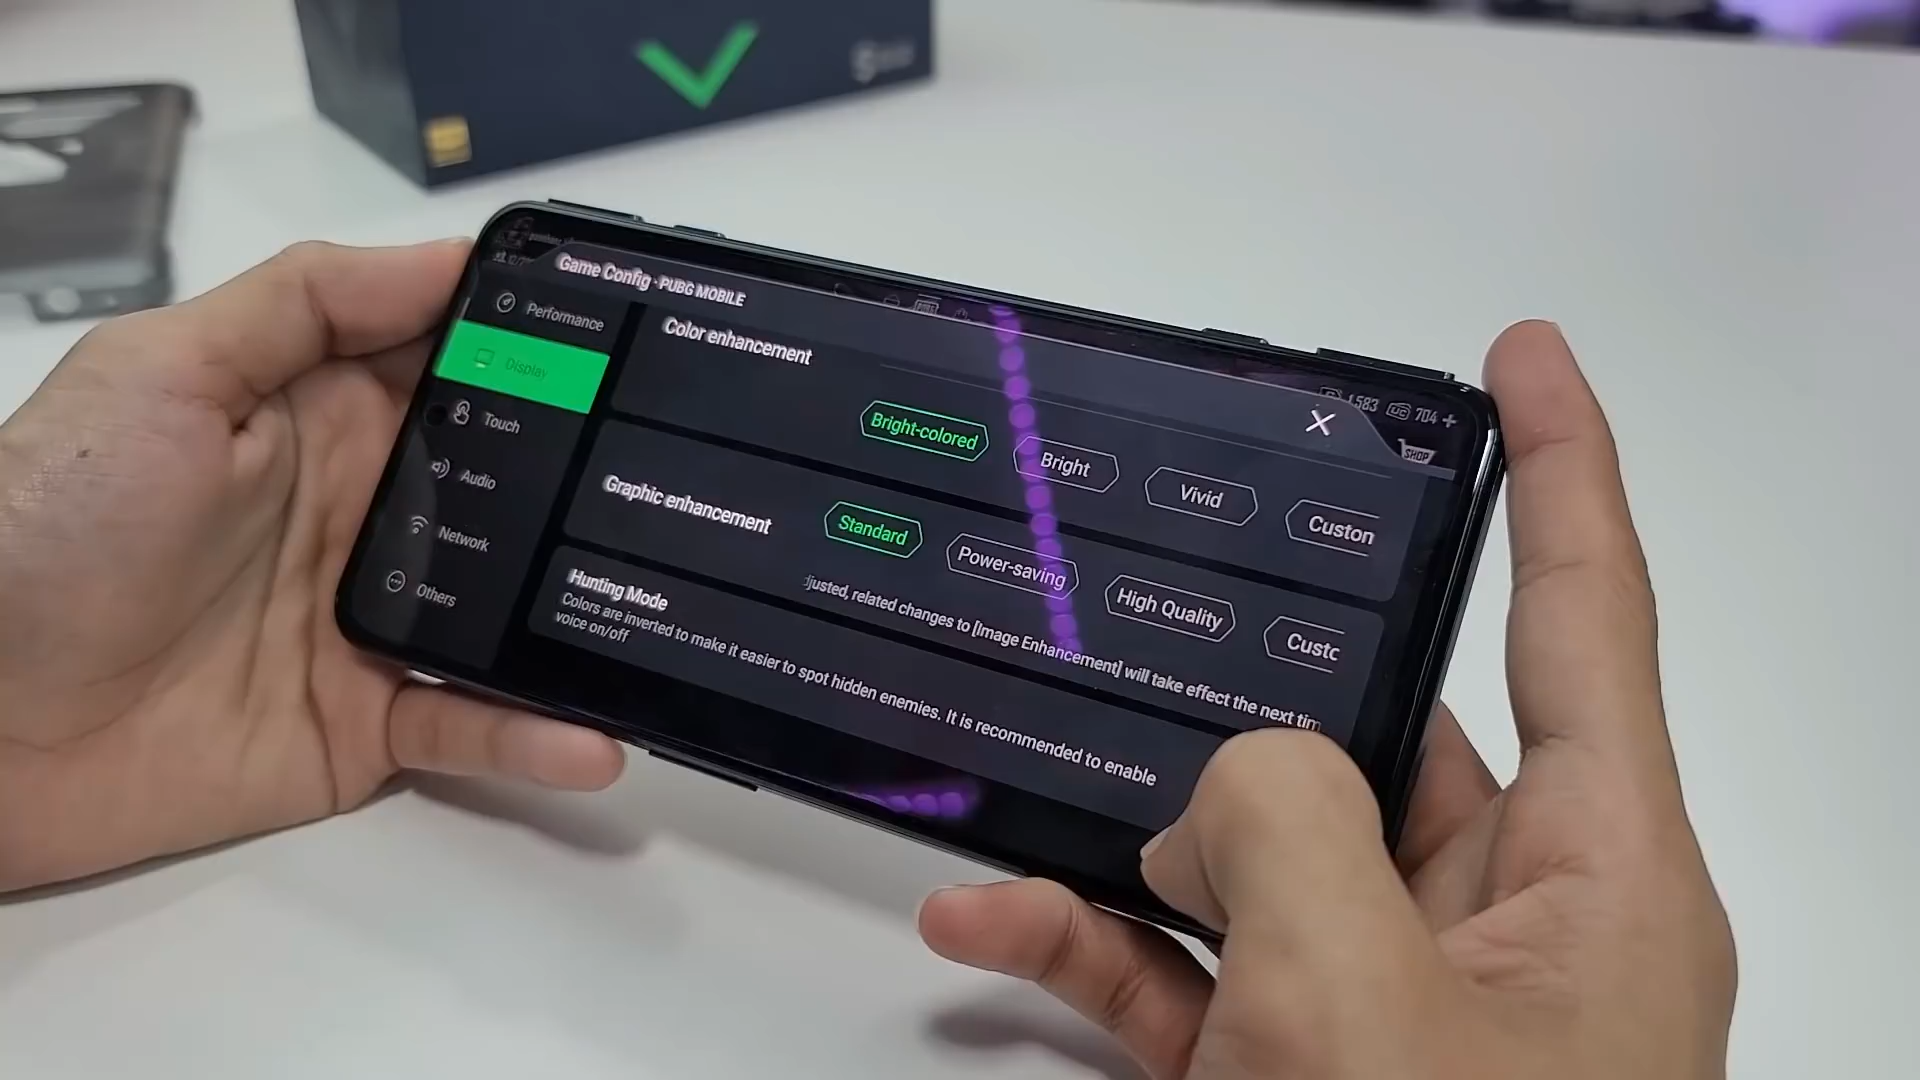 Game Config - PUBG MOBILE
Performance
Display
Touch
Audio
Network
Others
Color enhancement
Bright-colored
Bright
Vivid
Custom
Graphic enhancement
Standard
Power-saving
High Quality
Custo
justed, related changes to [Image Enhancement] will take effect the next tim
Hunting Mode
Colors are inverted to make it easier to spot hidden enemies. It is recommended to enable
voice on/off
1,583
704 +
SHOP